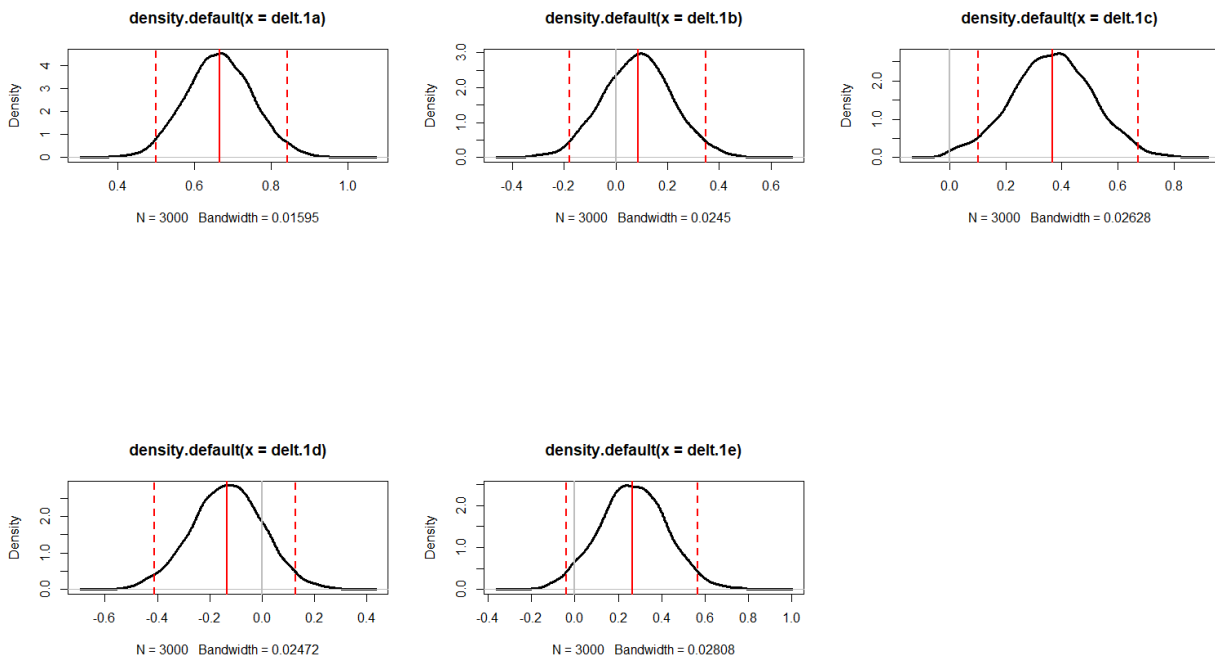 density.default(x = delt.1a)
Density
0 1 2 3 4
0.4 0.6 0.8 1.0
N = 3000 Bandwidth = 0.01595
density.default(x = delt.1b)
Density
0.0 1.0 2.0 3.0
-0.4 -0.2 0.0 0.2 0.4 0.6
N = 3000 Bandwidth = 0.0245
density.default(x = delt.1c)
Density
0.0 1.0 2.0
0.0 0.2 0.4 0.6 0.8
N = 3000 Bandwidth = 0.02628
density.default(x = delt.1d)
Density
0.0 1.0 2.0
-0.6 -0.4 -0.2 0.0 0.2 0.4
N = 3000 Bandwidth = 0.02472
density.default(x = delt.1e)
Density
0.0 1.0 2.0
-0.4 -0.2 0.0 0.2 0.4 0.6 0.8 1.0
N = 3000 Bandwidth = 0.02808